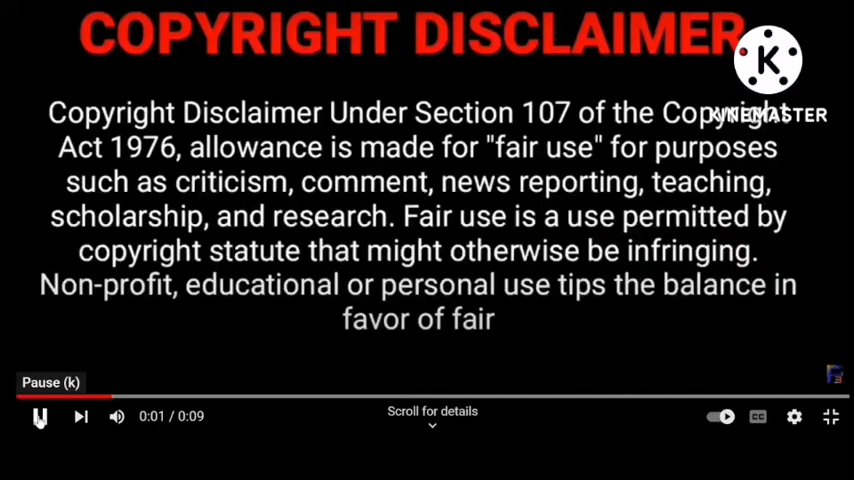 COPYRIGHT DISCLAIMER
K
KINEMASTER
Copyright Disclaimer Under Section 107 of the Copyright
Act 1976, allowance is made for "fair use" for purposes
such as criticism, comment, news reporting, teaching,
scholarship, and research. Fair use is a use permitted by
copyright statute that might otherwise be infringing.
Non-profit, educational or personal use tips the balance in
favor of fair
Pause (k)
0:01 / 0:09
Scroll for details
CC